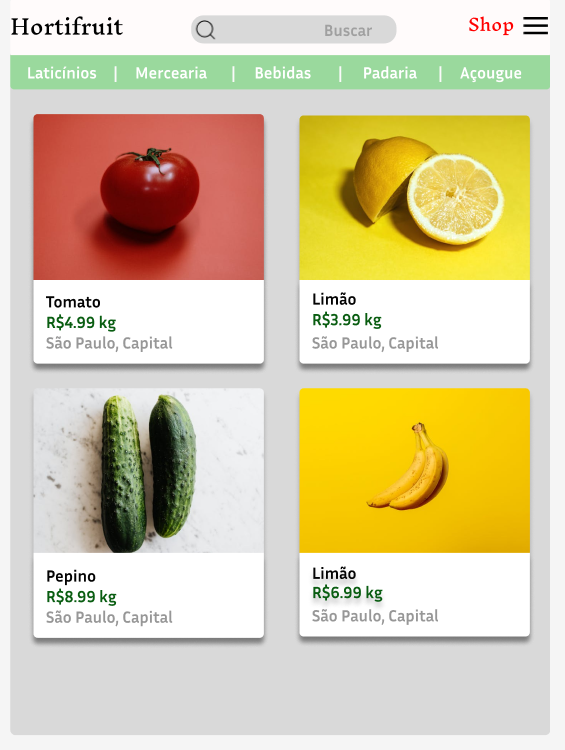 Hortifruit
Buscar
Shop
Laticínios | Mercearia | Bebidas | Padaria | Açougue
Tomato
R$4.99 kg
São Paulo, Capital
Limão
R$3.99 kg
São Paulo, Capital
Pepino
R$8.99 kg
São Paulo, Capital
Limão
R$6.99 kg
São Paulo, Capital